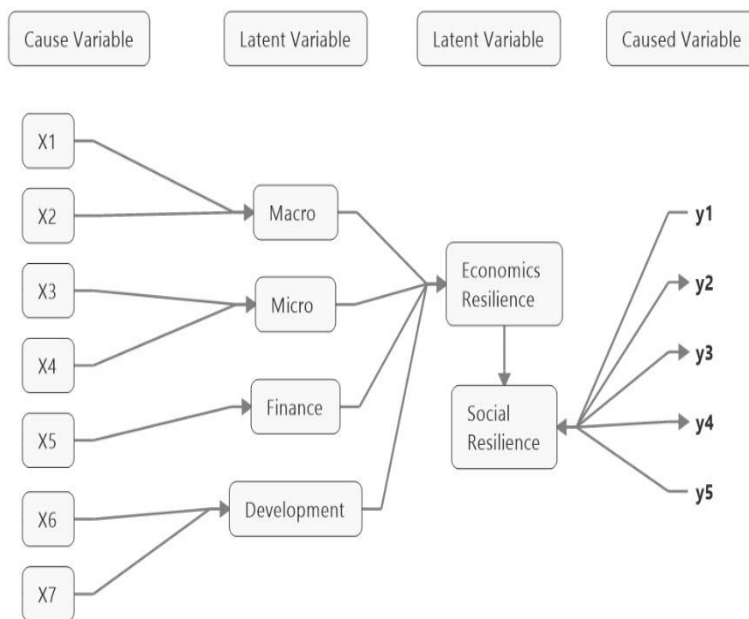 Cause Variable
Latent Variable
Latent Variable
Caused Variable
X1
X2
X3
X4
X5
X6
X7
Macro
Micro
Finance
Development
Economics
Resilience
Social
Resilience
y1
y2
y3
y4
y5